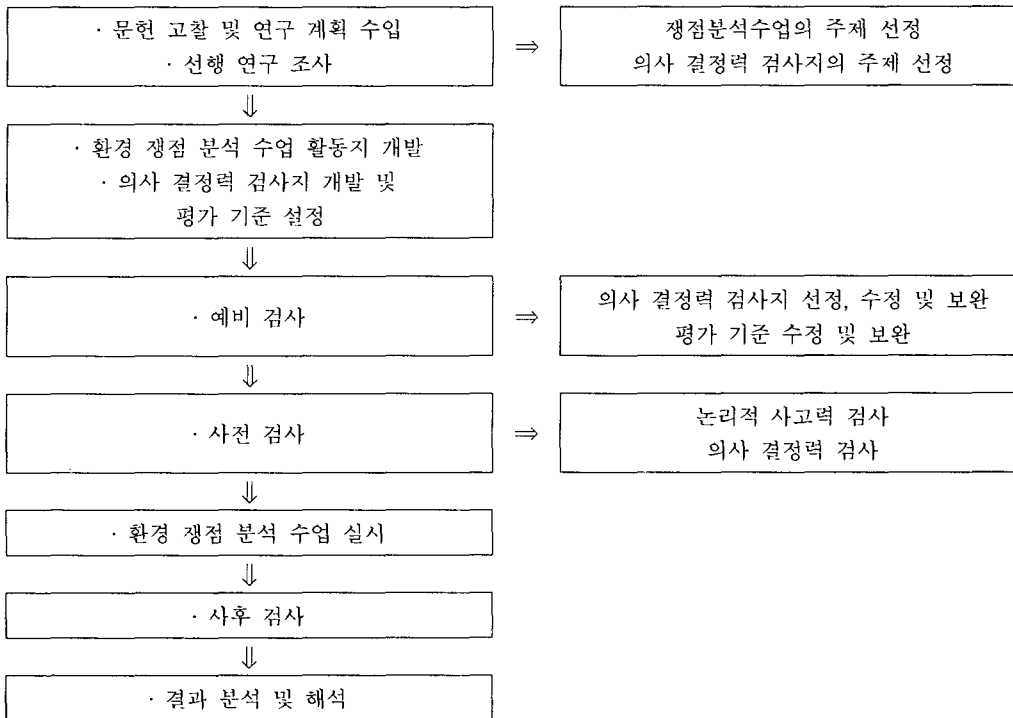 · 문헌 고찰 및 연구 계획 수입
· 선행 연구 조사
⇒
쟁점분석수업의 주제 선정
의사 결정력 검사지의 주제 선정
⇓
· 환경 쟁점 분석 수업 활동지 개발
· 의사 결정력 검사지 개발 및
평가 기준 설정
⇓
· 예비 검사
⇒
의사 결정력 검사지 선정, 수정 및 보완
평가 기준 수정 및 보완
⇓
· 사전 검사
⇒
논리적 사고력 검사
의사 결정력 검사
⇓
· 환경 쟁점 분석 수업 실시
⇓
· 사후 검사
⇓
· 결과 분석 및 해석